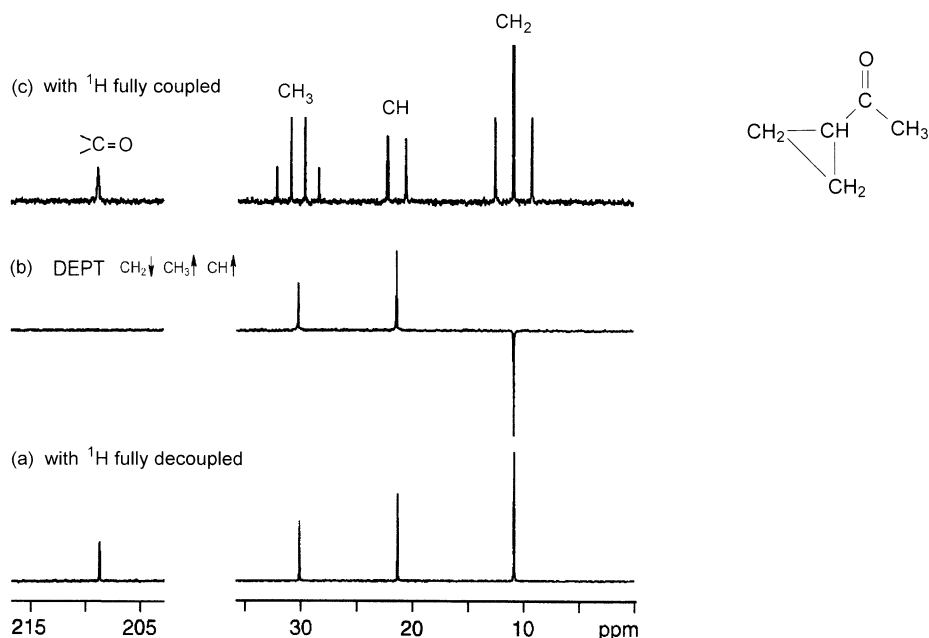 CH₂
(c) with ¹H fully coupled
CH₃
CH
C=O
O
C
CH₂
CH
CH₃
CH₂
(b) DEPT CH₂↓ CH₃↑ CH↑
(a) with ¹H fully decoupled
215 205 30 20 10 ppm